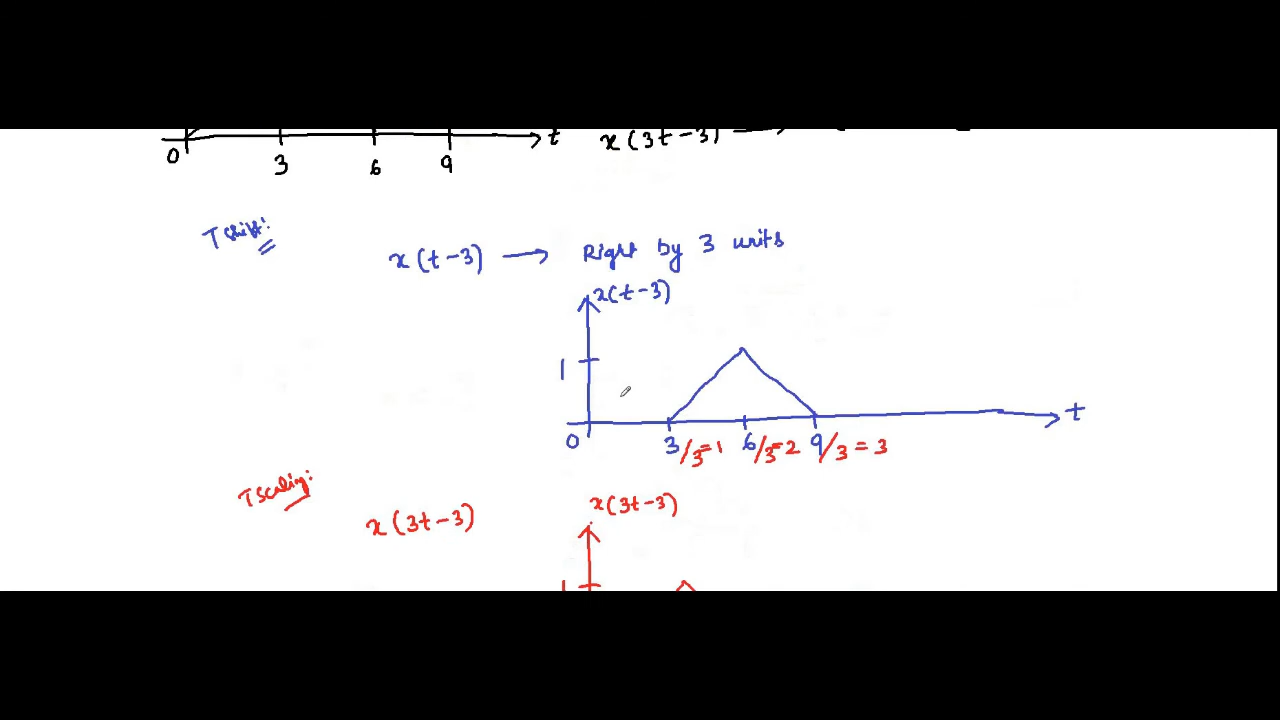 t x(3t-3)
0 3 6 9
T shift:
x(t-3) → Right by 3 units
x(t-3)
1
t
0 3/3=1 6/3=2 9/3=3
T Scaling:
x(3t-3)
x(3t-3)
1